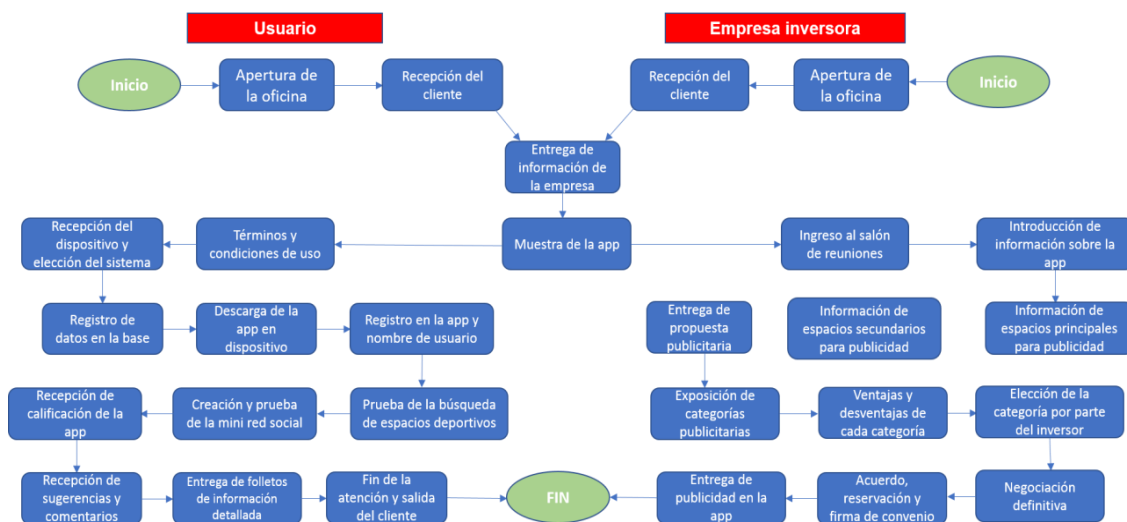 Usuario
Empresa inversora
Inicio
Apertura de
la oficina
Recepción del
cliente
Recepción del
cliente
Apertura de
la oficina
Inicio
Entrega de
información de
la empresa
Recepción del
dispositivo y
elección del sistema
Términos y
condiciones de uso
Muestra de la app
Ingreso al salón
de reuniones
Introducción de
información sobre la
app
Registro de
datos en la base
Descarga de la
app en
dispositivo
Registro en la app y
nombre de usuario
Entrega de
propuesta
publicitaria
Información de
espacios secundarios
para publicidad
Información de
espacios principales
para publicidad
Recepción de
calificación de la
app
Creación y prueba
de la mini red social
Prueba de la búsqueda
de espacios deportivos
Exposición de
categorías
publicitarias
Ventajas y
desventajas de
cada categoría
Elección de la
categoría por parte
del inversor
Recepción de
sugerencias y
comentarios
Entrega de folletos
de información
detallada
Fin de la
atención y salida
del cliente
FIN
Entrega de
publicidad en la
app
Acuerdo,
reservación y
firma de convenio
Negociación
definitiva